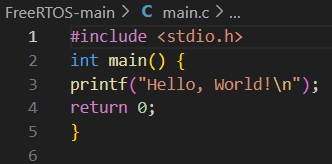 FreeRTOS-main > C main.c > ...
1 #include <stdio.h>
2 int main() {
3 printf("Hello, World!\n");
4 return 0;
5 }
6